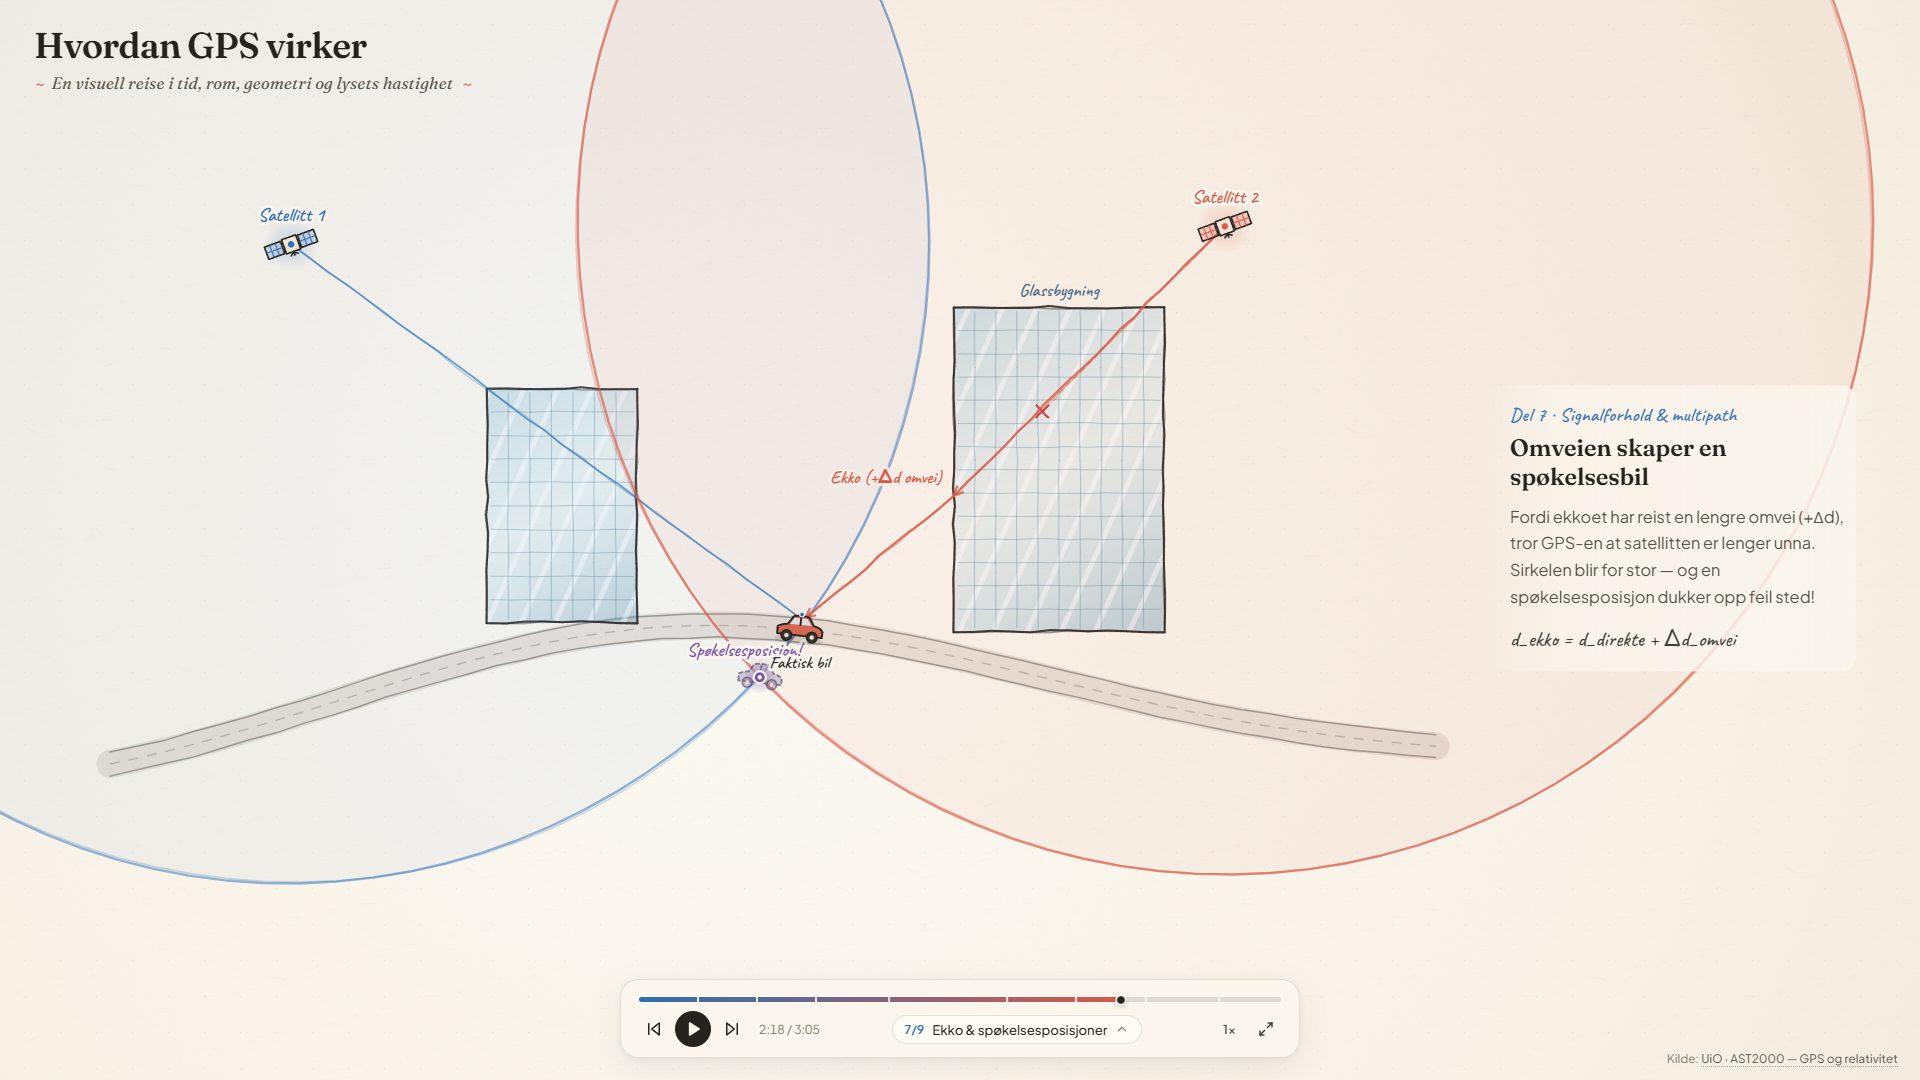 Hvordan GPS virker
~ En visuell reise i tid, rom, geometri og lysets hastighet ~
Satellitt 1
Satellitt 2
Glassbygning
Ekko (+Δd omvei)
Spøkelsesposisjon!
Faktisk bil
Del 7 · Signalforhold & multipath
Omveien skaper en
spøkelsesbil
Fordi ekkoet har reist en lengre omvei (+Δd),
tror GPS-en at satellitten er lenger unna.
Sirkelen blir for stor — og en
spøkelsesposisjon dukker opp feil sted!
d_ekko = d_direkte + Δd_omvei
2:18 / 3:05
7/9 Ekko & spøkelsesposisjoner
1×
Kilde: UiO · AST2000 — GPS og relativitet